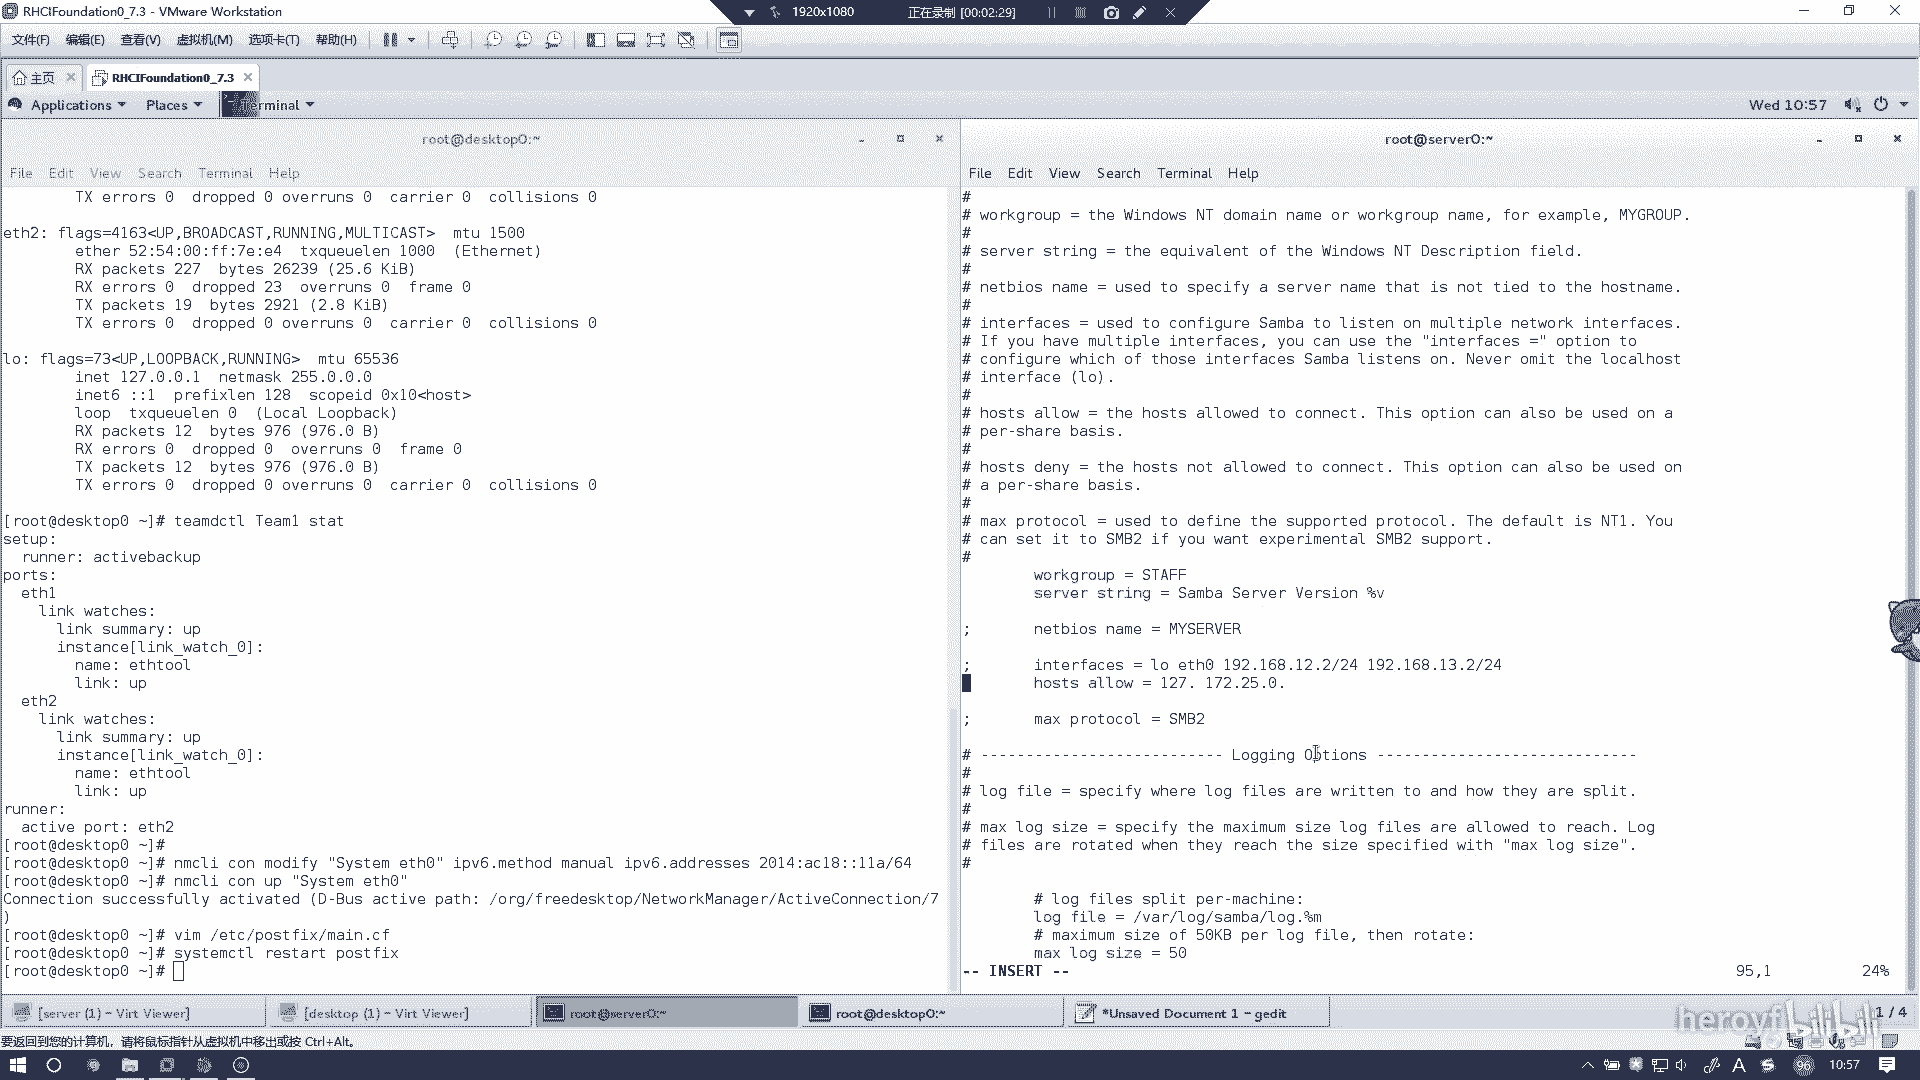 RHCIFoundation0_7.3 - VMware Workstation
1920x1080
正在录制 [00:02:29]
文件(F) 编辑(E) 查看(V) 虚拟机(M) 选项卡(T) 帮助(H)
主页
RHCIFoundation0_7.3
Applications Places Terminal
Wed 10:57
root@desktop0:~
File Edit View Search Terminal Help
TX errors 0 dropped 0 overruns 0 carrier 0 collisions 0
eth2: flags=4163<UP,BROADCAST,RUNNING,MULTICAST> mtu 1500
ether 52:54:00:ff:7e:e4 txqueuelen 1000 (Ethernet)
RX packets 227 bytes 26239 (25.6 KiB)
RX errors 0 dropped 23 overruns 0 frame 0
TX packets 19 bytes 2921 (2.8 KiB)
TX errors 0 dropped 0 overruns 0 carrier 0 collisions 0
lo: flags=73<UP,LOOPBACK,RUNNING> mtu 65536
inet 127.0.0.1 netmask 255.0.0.0
inet6 ::1 prefixlen 128 scopeid 0x10<host>
loop txqueuelen 0 (Local Loopback)
RX packets 12 bytes 976 (976.0 B)
RX errors 0 dropped 0 overruns 0 frame 0
TX packets 12 bytes 976 (976.0 B)
TX errors 0 dropped 0 overruns 0 carrier 0 collisions 0
[root@desktop0 ~]# teamdctl Team1 stat
setup:
runner: activebackup
ports:
eth1
link watches:
link summary: up
instance[link_watch_0]:
name: ethtool
link: up
eth2
link watches:
link summary: up
instance[link_watch_0]:
name: ethtool
link: up
runner:
active port: eth2
[root@desktop0 ~]#
[root@desktop0 ~]# nmcli con modify "System eth0" ipv6.method manual ipv6.addresses 2014:ac18::11a/64
[root@desktop0 ~]# nmcli con up "System eth0"
Connection successfully activated (D-Bus active path: /org/freedesktop/NetworkManager/ActiveConnection/7
)
[root@desktop0 ~]# vim /etc/postfix/main.cf
[root@desktop0 ~]# systemctl restart postfix
[root@desktop0 ~]#
root@server0:~
File Edit View Search Terminal Help
#
# workgroup = the Windows NT domain name or workgroup name, for example, MYGROUP.
#
# server string = the equivalent of the Windows NT Description field.
#
# netbios name = used to specify a server name that is not tied to the hostname.
#
# interfaces = used to configure Samba to listen on multiple network interfaces.
# If you have multiple interfaces, you can use the "interfaces =" option to
# configure which of those interfaces Samba listens on. Never omit the localhost
# interface (lo).
#
# hosts allow = the hosts allowed to connect. This option can also be used on a
# per-share basis.
#
# hosts deny = the hosts not allowed to connect. This option can also be used on
# a per-share basis.
#
# max protocol = used to define the supported protocol. The default is NT1. You
# can set it to SMB2 if you want experimental SMB2 support.
#
workgroup = STAFF
server string = Samba Server Version %v
; netbios name = MYSERVER
; interfaces = lo eth0 192.168.12.2/24 192.168.13.2/24
hosts allow = 127. 172.25.0.
; max protocol = SMB2
# --------------------------- Logging Options -----------------------------
#
# log file = specify where log files are written to and how they are split.
#
# max log size = specify the maximum size log files are allowed to reach. Log
# files are rotated when they reach the size specified with "max log size".
#
# log files split per-machine:
log file = /var/log/samba/log.%m
# maximum size of 50KB per log file, then rotate:
max log size = 50
-- INSERT -- 95,1 24%
[server (1) - Virt Viewer]
[desktop (1) - Virt Viewer]
root@server0:~
root@desktop0:~
*Unsaved Document 1 - gedit
heroyf bilibili
1 / 4
要返回到您的计算机，请将鼠标指针从虚拟机中移出或按 Ctrl+Alt。
A
96
10:57